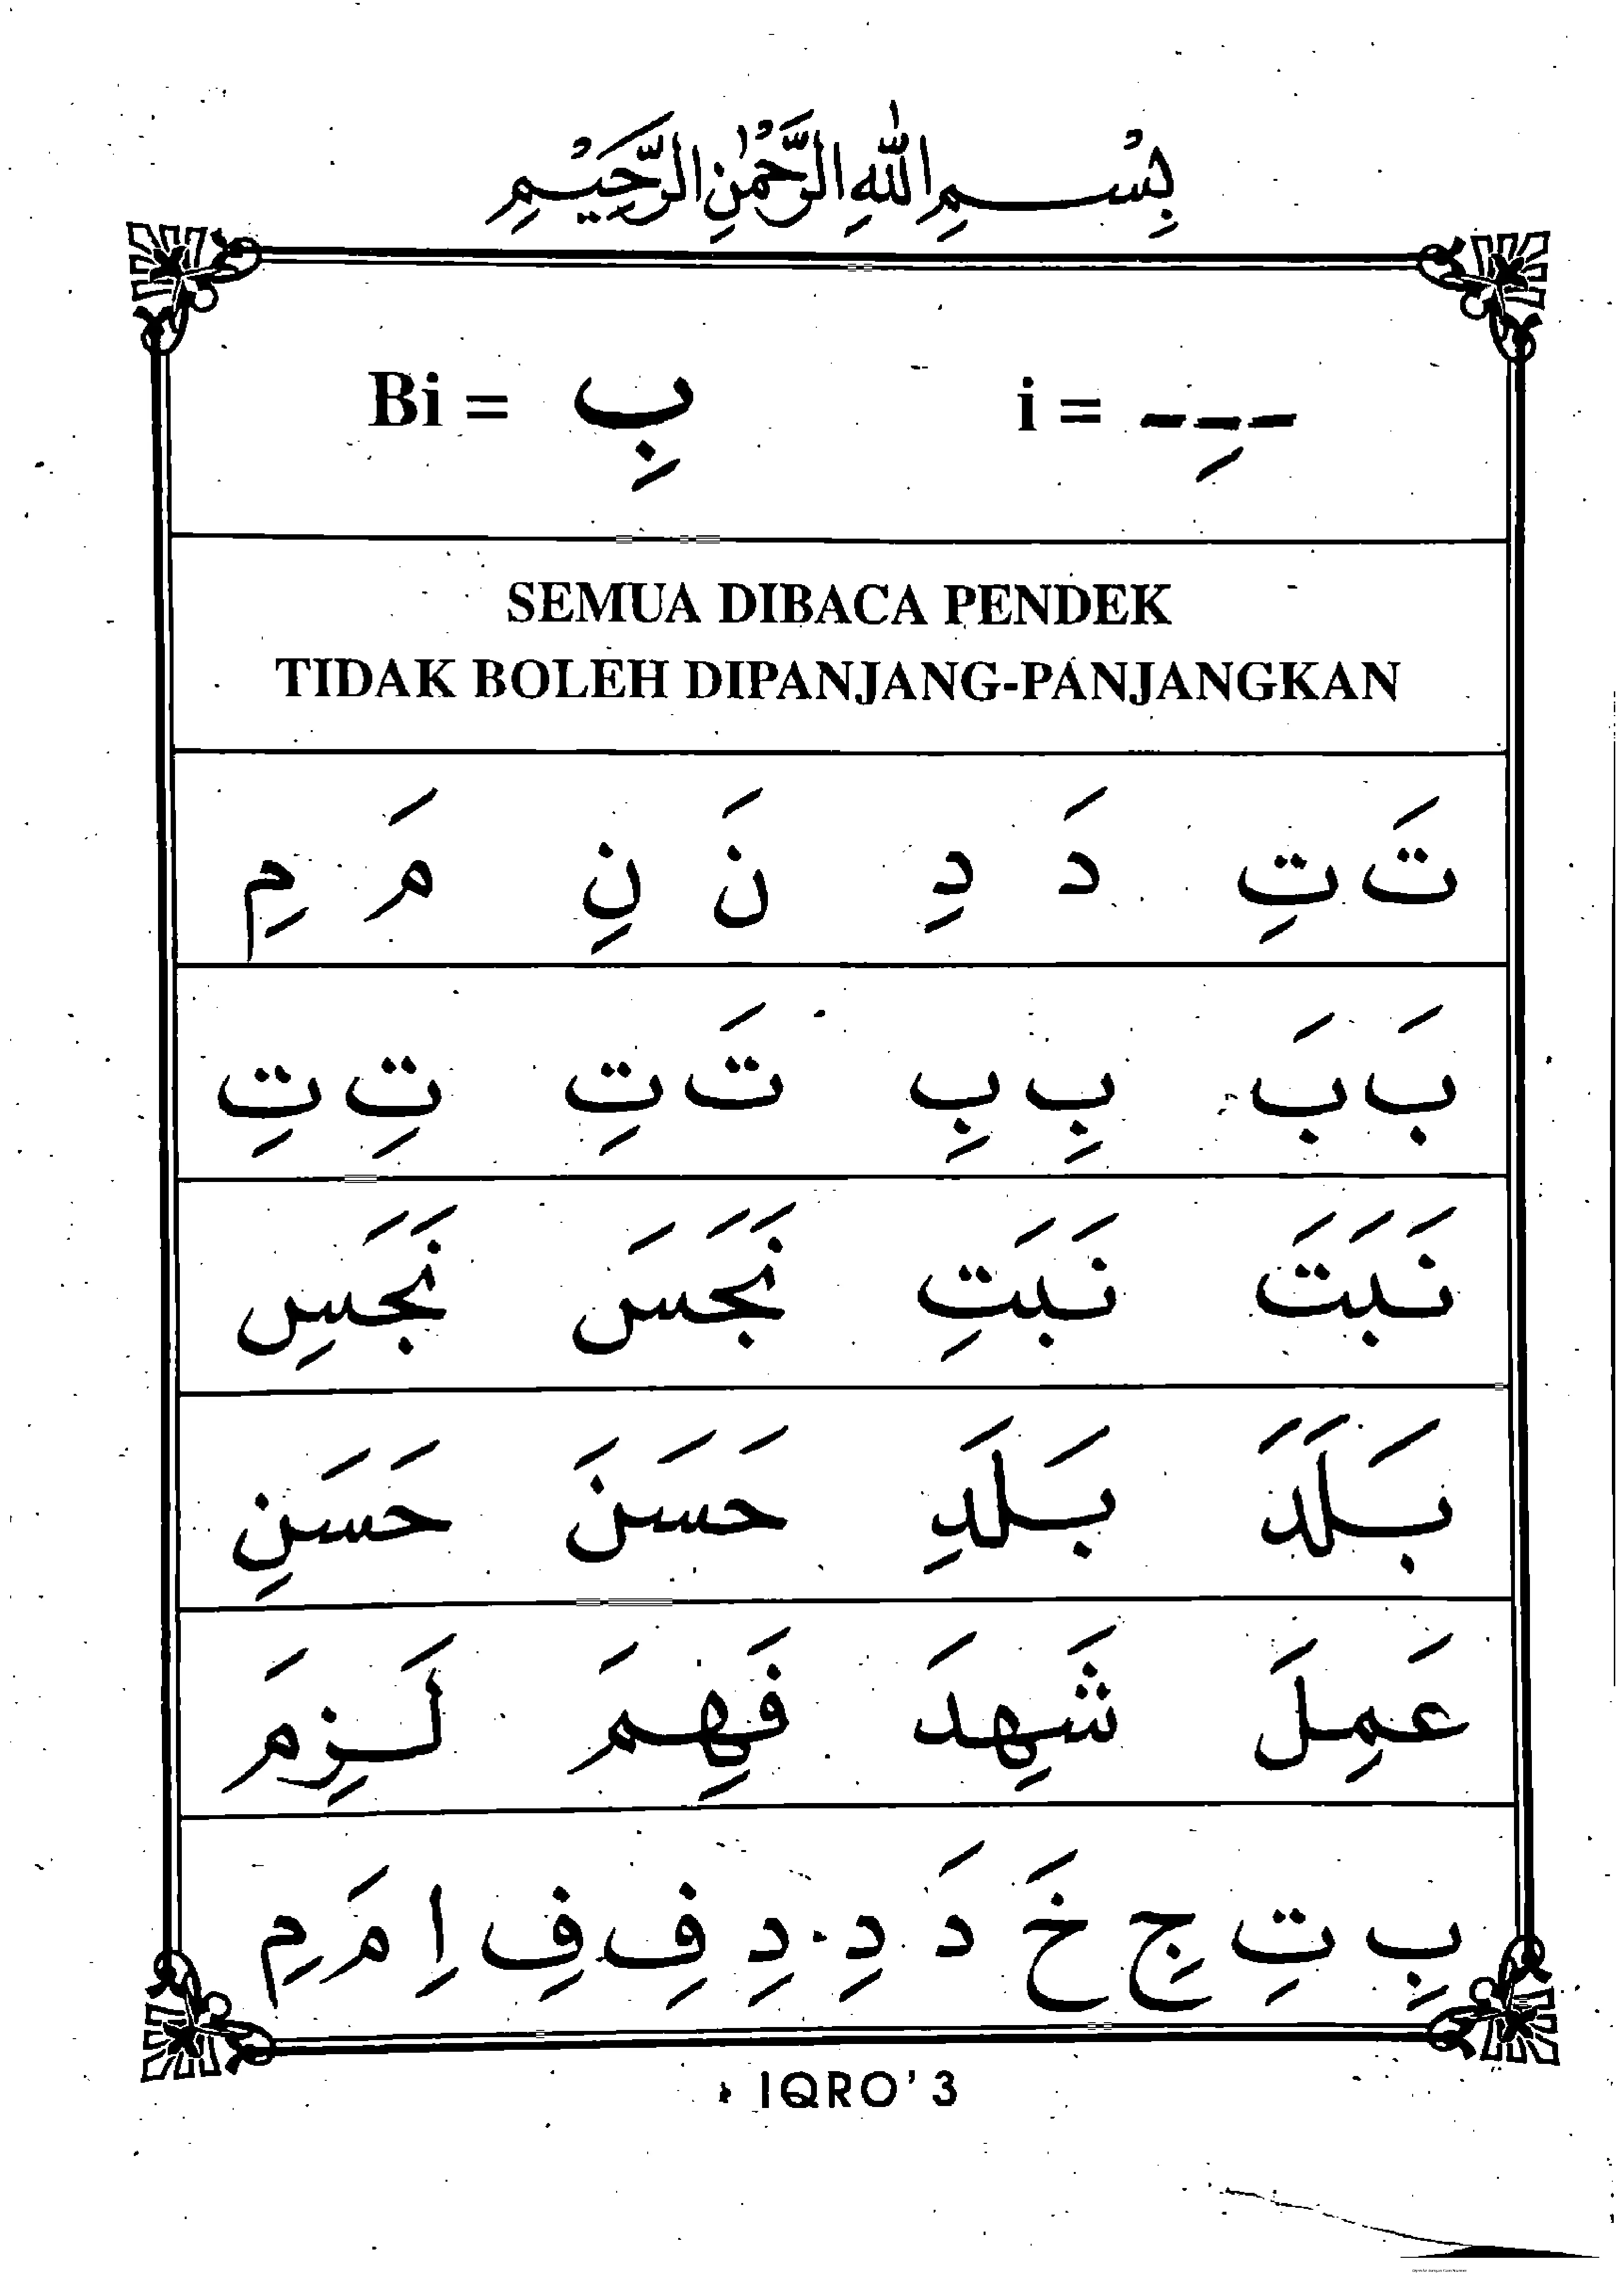 بِسْمِ اللّٰهِ الرَّحْمٰنِ الرَّحِيْمِ
ـِ = i بِ = Bi
SEMUA DIBACA PENDEK
TIDAK BOLEH DIPANJANG-PANJANGKAN
تَ تِ دَ دِ نَ نِ مَ مِ
بَ بَ بِ بِ تَ تِ تِ تِ
نَبَتَ نَبَتِ نَجَسَ نَجَسِ
بَلَدَ بَلَدِ حَسَنَ حَسَنِ
عَمِلَ شَهِدَ فَهِمَ لَزِمَ
بِ تِ جِ خَ دَ دِ دِ فِ فِ اِ مَ مِ
IQRO' 3